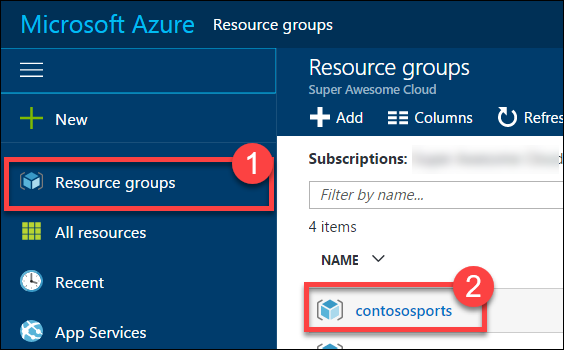 Microsoft Azure Resource groups
New
Resource groups
1
All resources
Recent
App Services
Resource groups
Super Awesome Cloud
Add Columns Refres
Subscriptions:
Filter by name...
4 items
NAME
2
contososports